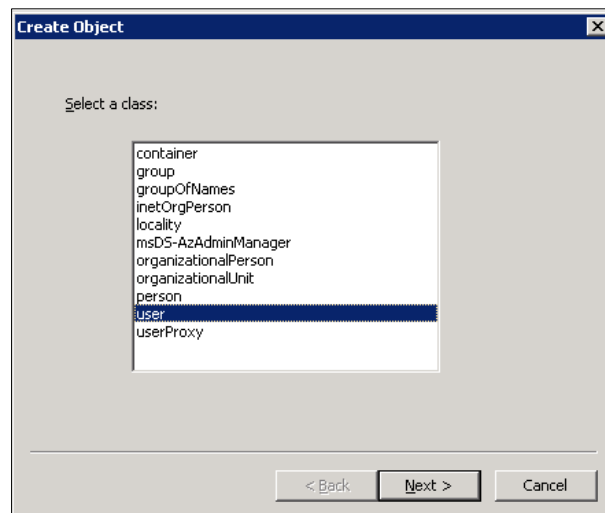 Create Object
Select a class:
container
group
groupOfNames
inetOrgPerson
locality
msDS-AzAdminManager
organizationalPerson
organizationalUnit
person
user
userProxy
< Back
Next >
Cancel